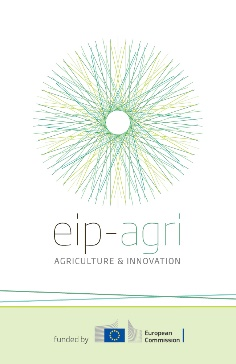 eip-agri
AGRICULTURE & INNOVATION
funded by
European
Commission